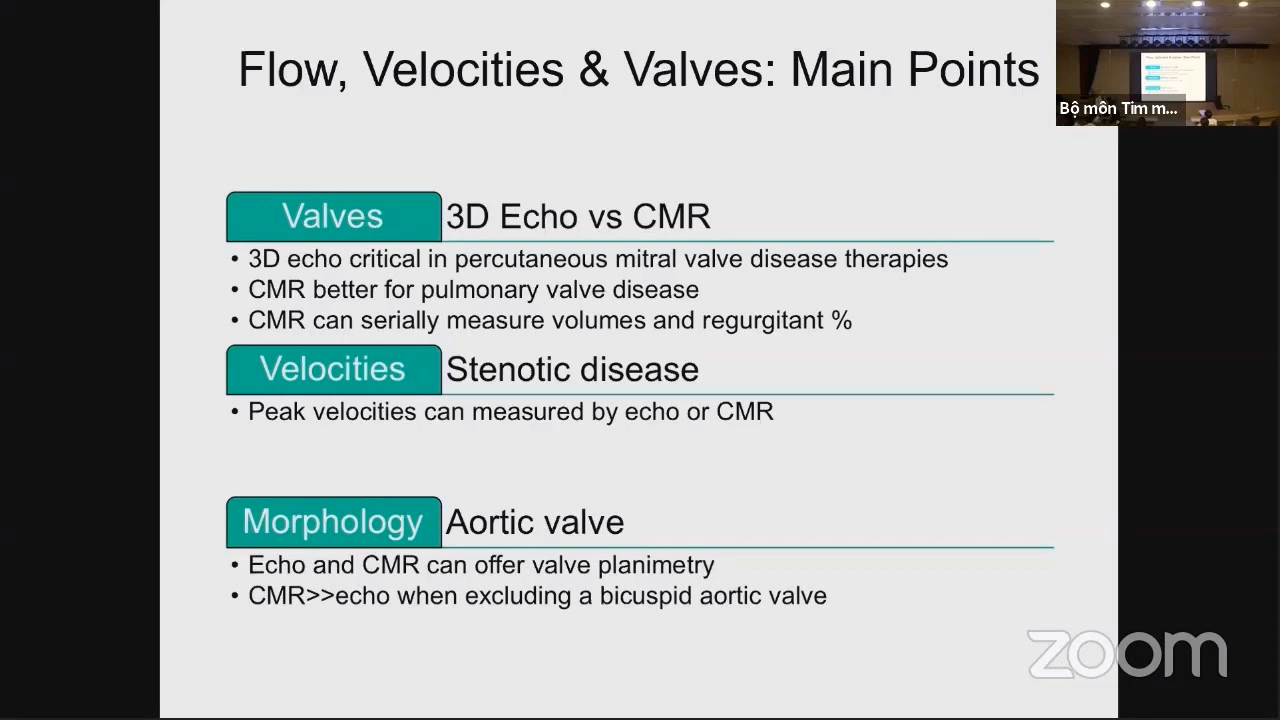 Flow, Velocities & Valves: Main Points
Bộ môn Tim m...
Valves
3D Echo vs CMR
• 3D echo critical in percutaneous mitral valve disease therapies
• CMR better for pulmonary valve disease
• CMR can serially measure volumes and regurgitant %
Velocities
Stenotic disease
• Peak velocities can measured by echo or CMR
Morphology
Aortic valve
• Echo and CMR can offer valve planimetry
• CMR>>echo when excluding a bicuspid aortic valve
zoom